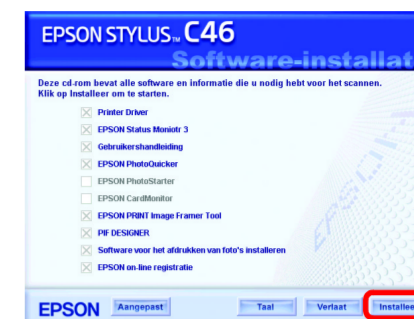 EPSON STYLUS™ C46
Software-installat
Deze cd-rom bevat alle software en informatie die u nodig hebt voor het scannen.
Klik op Installeer om te starten.
Printer Driver
EPSON Status Moniotr 3
Gebruikershandleiding
EPSON PhotoQuicker
EPSON PhotoStarter
EPSON CardMonitor
EPSON PRINT Image Framer Tool
PIF DESIGNER
Software voor het afdrukken van foto's installeren
EPSON on-line registratie
EPSON Aangepast Taal Verlaat Installee
EPSON